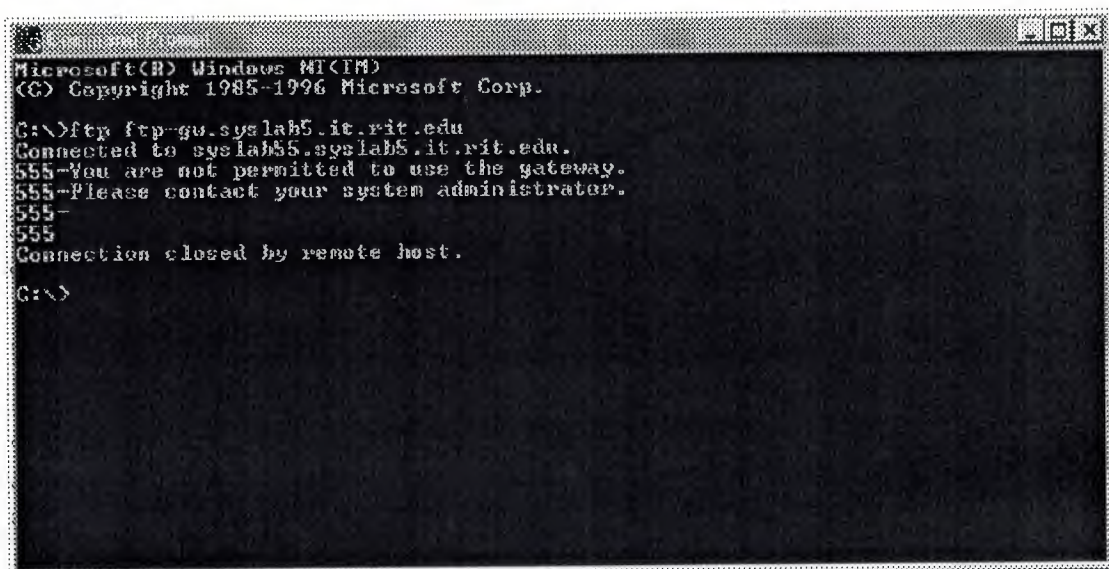 Command Prompt
Microsoft(R) Windows NT(TM)
(C) Copyright 1985-1996 Microsoft Corp.
C:\>ftp ftp-gw.syslab5.it.rit.edu
Connected to syslab55.syslab5.it.rit.edu.
555-You are not permitted to use the gateway.
555-Please contact your system administrator.
555-
555
Connection closed by remote host.
C:\>